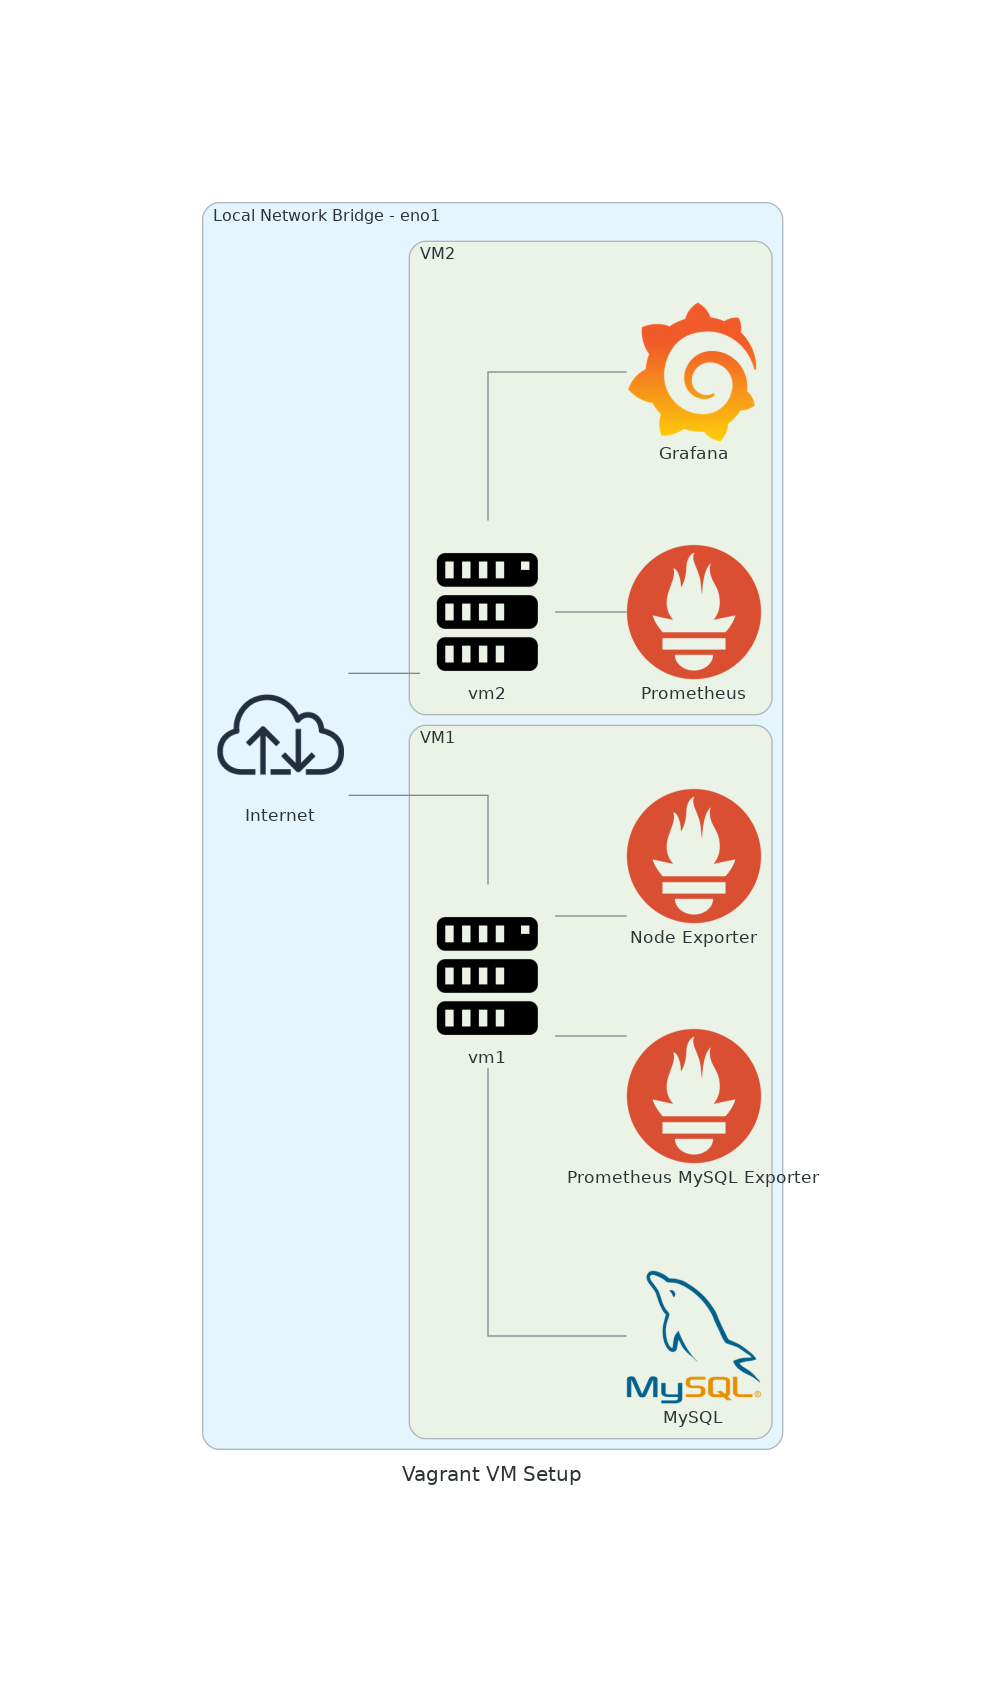 Local Network Bridge - eno1
VM2
Grafana
vm2
Prometheus
Internet
VM1
Node Exporter
vm1
Prometheus MySQL Exporter
MySQL®
MySQL
Vagrant VM Setup